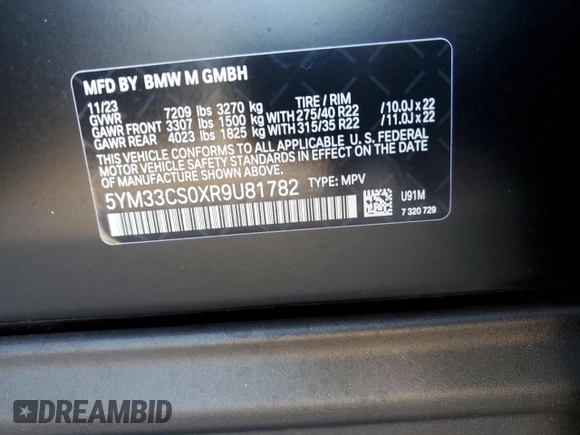 MFD BY BMW M GMBH
11/23 TIRE / RIM
GVWR 7209 lbs 3270 kg
GAWR FRONT 3307 lbs 1500 kg WITH 275/40 R22 / 10.0J x 22
GAWR REAR 4023 lbs 1825 kg WITH 315/35 R22 / 11.0J x 22
THIS VEHICLE CONFORMS TO ALL APPLICABLE U.S. FEDERAL
MOTOR VEHICLE SAFETY STANDARDS IN EFFECT ON THE DATE OF
MANUFACTURE SHOWN ABOVE.
5YM33CS0XR9U81782 TYPE: MPV
U91M
7 320 729
DREAMBID